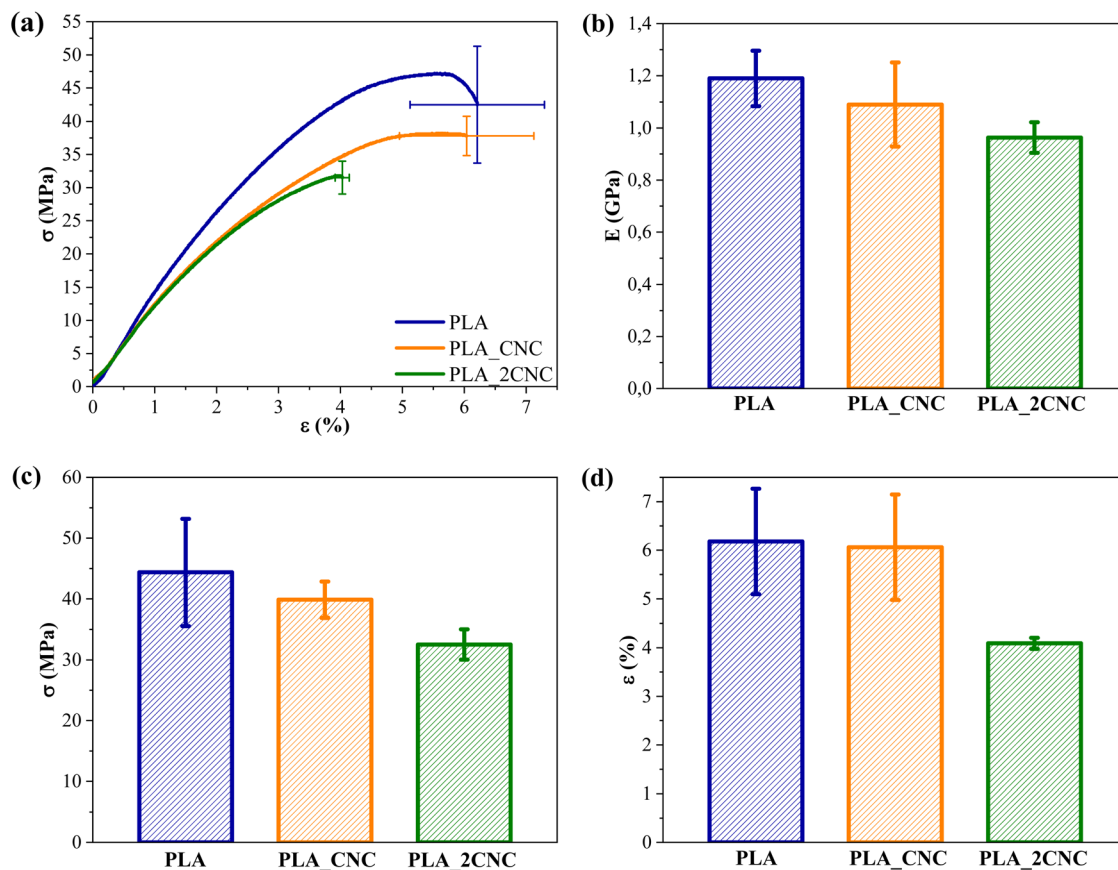 (a)
55
50
45
40
35
30
25
20
15
10
5
0
σ (MPa)
0 1 2 3 4 5 6 7
ε (%)
PLA
PLA_CNC
PLA_2CNC
(b)
1,4
1,2
1,0
0,8
0,6
0,4
0,2
0,0
E (GPa)
PLA PLA_CNC PLA_2CNC
(c)
60
50
40
30
20
10
0
σ (MPa)
PLA PLA_CNC PLA_2CNC
(d)
7
6
5
4
3
2
1
0
ε (%)
PLA PLA_CNC PLA_2CNC